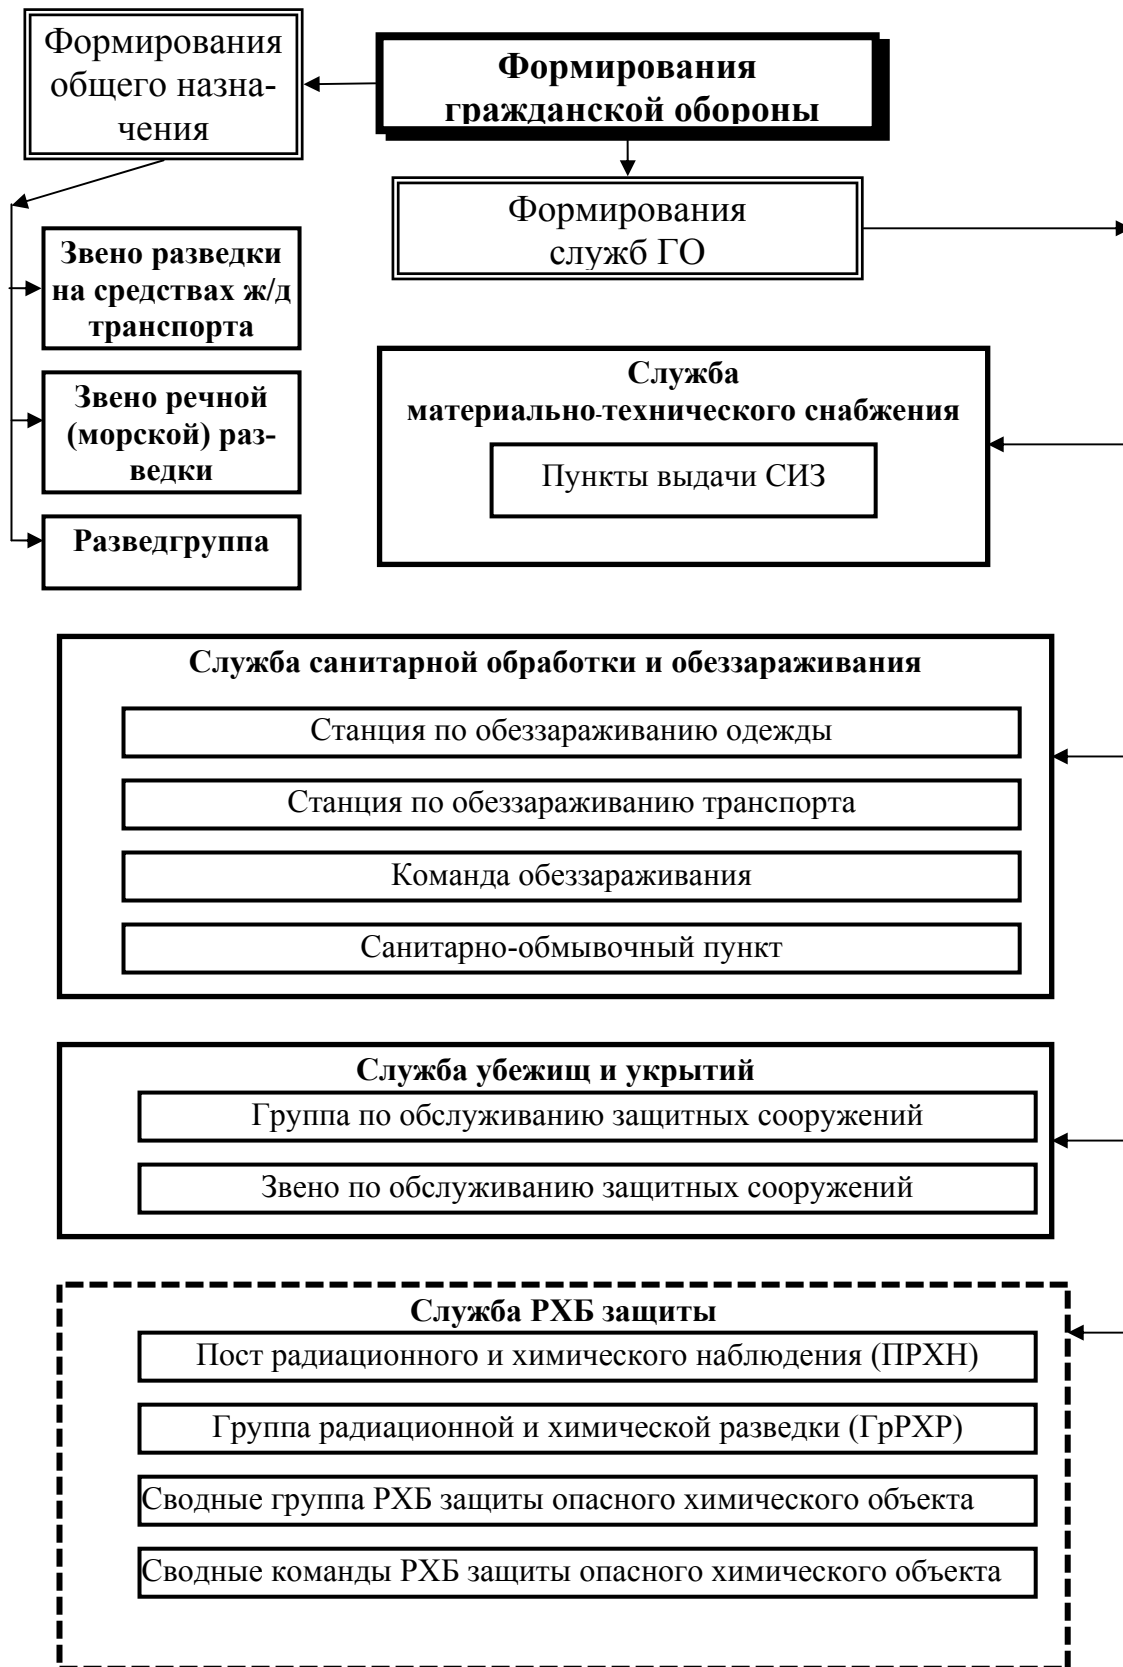 Формирования
общего назна-
чения
Формирования
гражданской обороны
Формирования
служб ГО
Звено разведки
на средствах ж/д
транспорта
Звено речной
(морской) раз-
ведки
Разведгруппа
Служба
материально-технического снабжения
Пункты выдачи СИЗ
Служба санитарной обработки и обеззараживания
Станция по обеззараживанию одежды
Станция по обеззараживанию транспорта
Команда обеззараживания
Санитарно-обмывочный пункт
Служба убежищ и укрытий
Группа по обслуживанию защитных сооружений
Звено по обслуживанию защитных сооружений
Служба РХБ защиты
Пост радиационного и химического наблюдения (ПРХН)
Группа радиационной и химической разведки (ГрРХР)
Сводные группа РХБ защиты опасного химического объекта
Сводные команды РХБ защиты опасного химического объекта